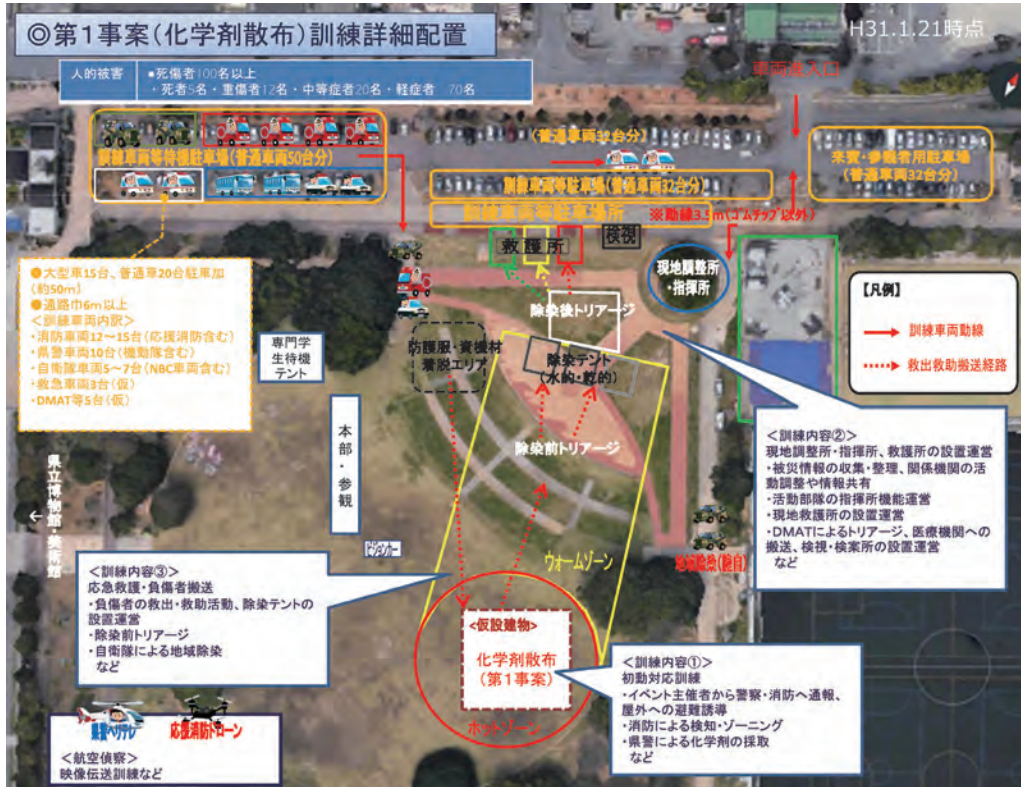 ◎第1事案(化学剤散布)訓練詳細配置
H31.1.21時点
人的被害
▪死傷者100名以上
・死者5名・重傷者12名・中等症者20名・軽症者 70名
車両進入口
訓練車両等待機駐車場(普通車両50台分)
(普通車両32台分)
訓練車両等駐車場(普通車両32台分)
来賓・参観者用駐車場
(普通車両32台分)
訓練車両等駐車場所
※動線3.5m(ゴムチップ以外)
救護所
検視
現地調整所
・指揮所
●大型車15台、普通車20台駐車加
(約50m)
●通路巾6m以上
<訓練車両内訳>
・消防車両12~15台(応援消防含む)
・県警車両10台(機動隊含む)
・自衛隊車両5~7台(NBC車両含む)
・救急車両3台(仮)
・DMAT等5台(仮)
専門学
生待機
テント
防護服・資機材
着脱エリア
除染後トリアージ
除染テント
(水的・乾的)
除染前トリアージ
【凡例】
訓練車両動線
救出救助搬送経路
本部・参観
県立博物館・美術館
←
ビジョンカー
ウォームゾーン
地域除染(陸自)
<訓練内容②>
現地調整所・指揮所、救護所の設置運営
・被災情報の収集・整理、関係機関の活
動調整や情報共有
・活動部隊の指揮所機能運営
・現地救護所の設置運営
・DMATによるトリアージ、医療機関への
搬送、検視・検案所の設置運営
など
<訓練内容③>
応急救護・負傷者搬送
・負傷者の救出・救助活動、除染テントの
設置運営
・除染前トリアージ
・自衛隊による地域除染
など
<仮設建物>
化学剤散布
(第1事案)
ホットゾーン
<訓練内容①>
初動対応訓練
・イベント主催者から警察・消防へ通報、
屋外への避難誘導
・消防による検知・ゾーニング
・県警による化学剤の採取
など
県警ヘリテレ
応援消防ドローン
<航空偵察>
映像伝送訓練など